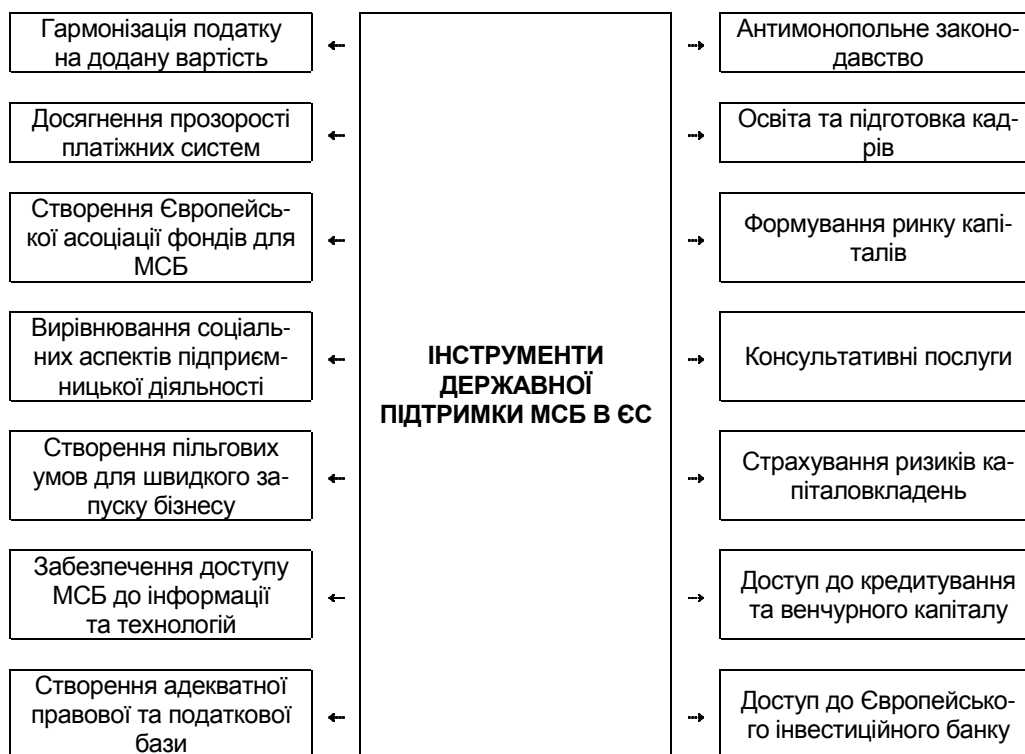 Гармонізація податку
на додану вартість
Досягнення прозорості
платіжних систем
Створення Європейсь-
кої асоціації фондів для
МСБ
Вирівнювання соціаль-
них аспектів підприєм-
ницької діяльності
Створення пільгових
умов для швидкого за-
пуску бізнесу
Забезпечення доступу
МСБ до інформації
та технологій
Створення адекватної
правової та податкової
бази
ІНСТРУМЕНТИ
ДЕРЖАВНОЇ
ПІДТРИМКИ МСБ В ЄС
Антимонопольне законо-
давство
Освіта та підготовка кад-
рів
Формування ринку капі-
талів
Консультативні послуги
Страхування ризиків ка-
піталовкладень
Доступ до кредитування
та венчурного капіталу
Доступ до Європейсько-
го інвестиційного банку